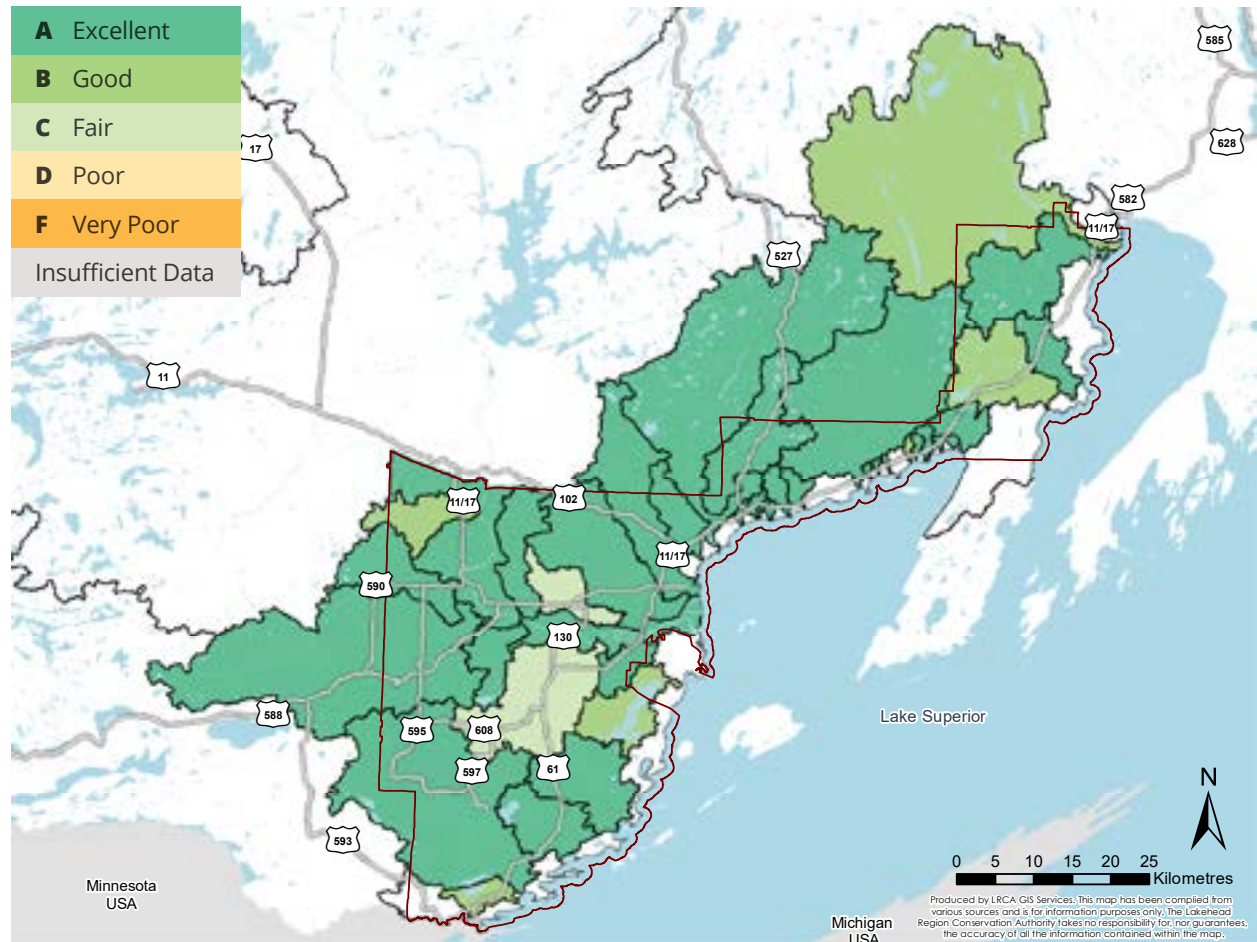 A Excellent
B Good
C Fair
D Poor
F Very Poor
Insufficient Data
585
17
628
582
11/17
527
11
11/17
102
11/17
590
130
588
595
608
Lake Superior
597
61
593
N
0 5 10 15 20 25
Kilometres
Minnesota
USA
Michigan
USA
Produced by LRCA GIS Services. This map has been compiled from
various sources and is for information purposes only. The Lakehead
Region Conservation Authority takes no responsibility for, nor guarantees,
the accuracy of all the information contained within the map.